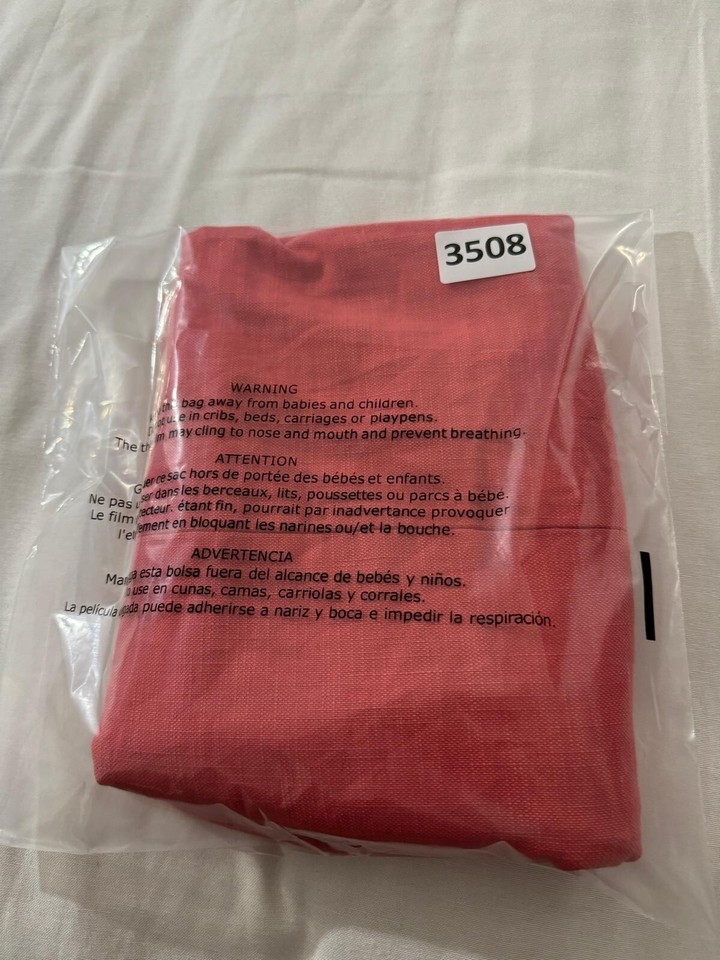 3508
WARNING
the bag away from babies and children.
use in cribs, beds, carriages or playpens.
The may cling to nose and mouth and prevent breathing.
ATTENTION
ce sac hors de portée des bébés et enfants.
Ne pas dans les berceaux, lits, poussettes ou parcs à bébé.
Le film étant fin, pourrait par inadvertance provoquer
en bloquant les narines ou/et la bouche.
ADVERTENCIA
esta bolsa fuera del alcance de bebés y niños.
use en cunas, camas, carriolas y corrales.
La película puede adherirse a nariz y boca e impedir la respiración.